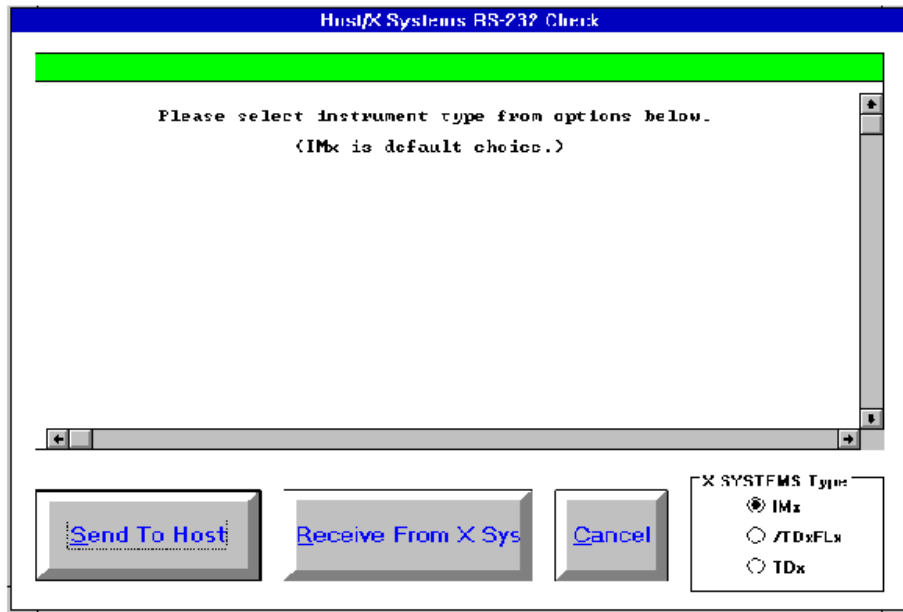 Host/X Systems RS-232 Check
Please select instrument type from options below.
(IMx is default choice.)
Send To Host
Receive From X Sys
Cancel
X SYSTEMS Type
IMx
/TDxFLx
TDx